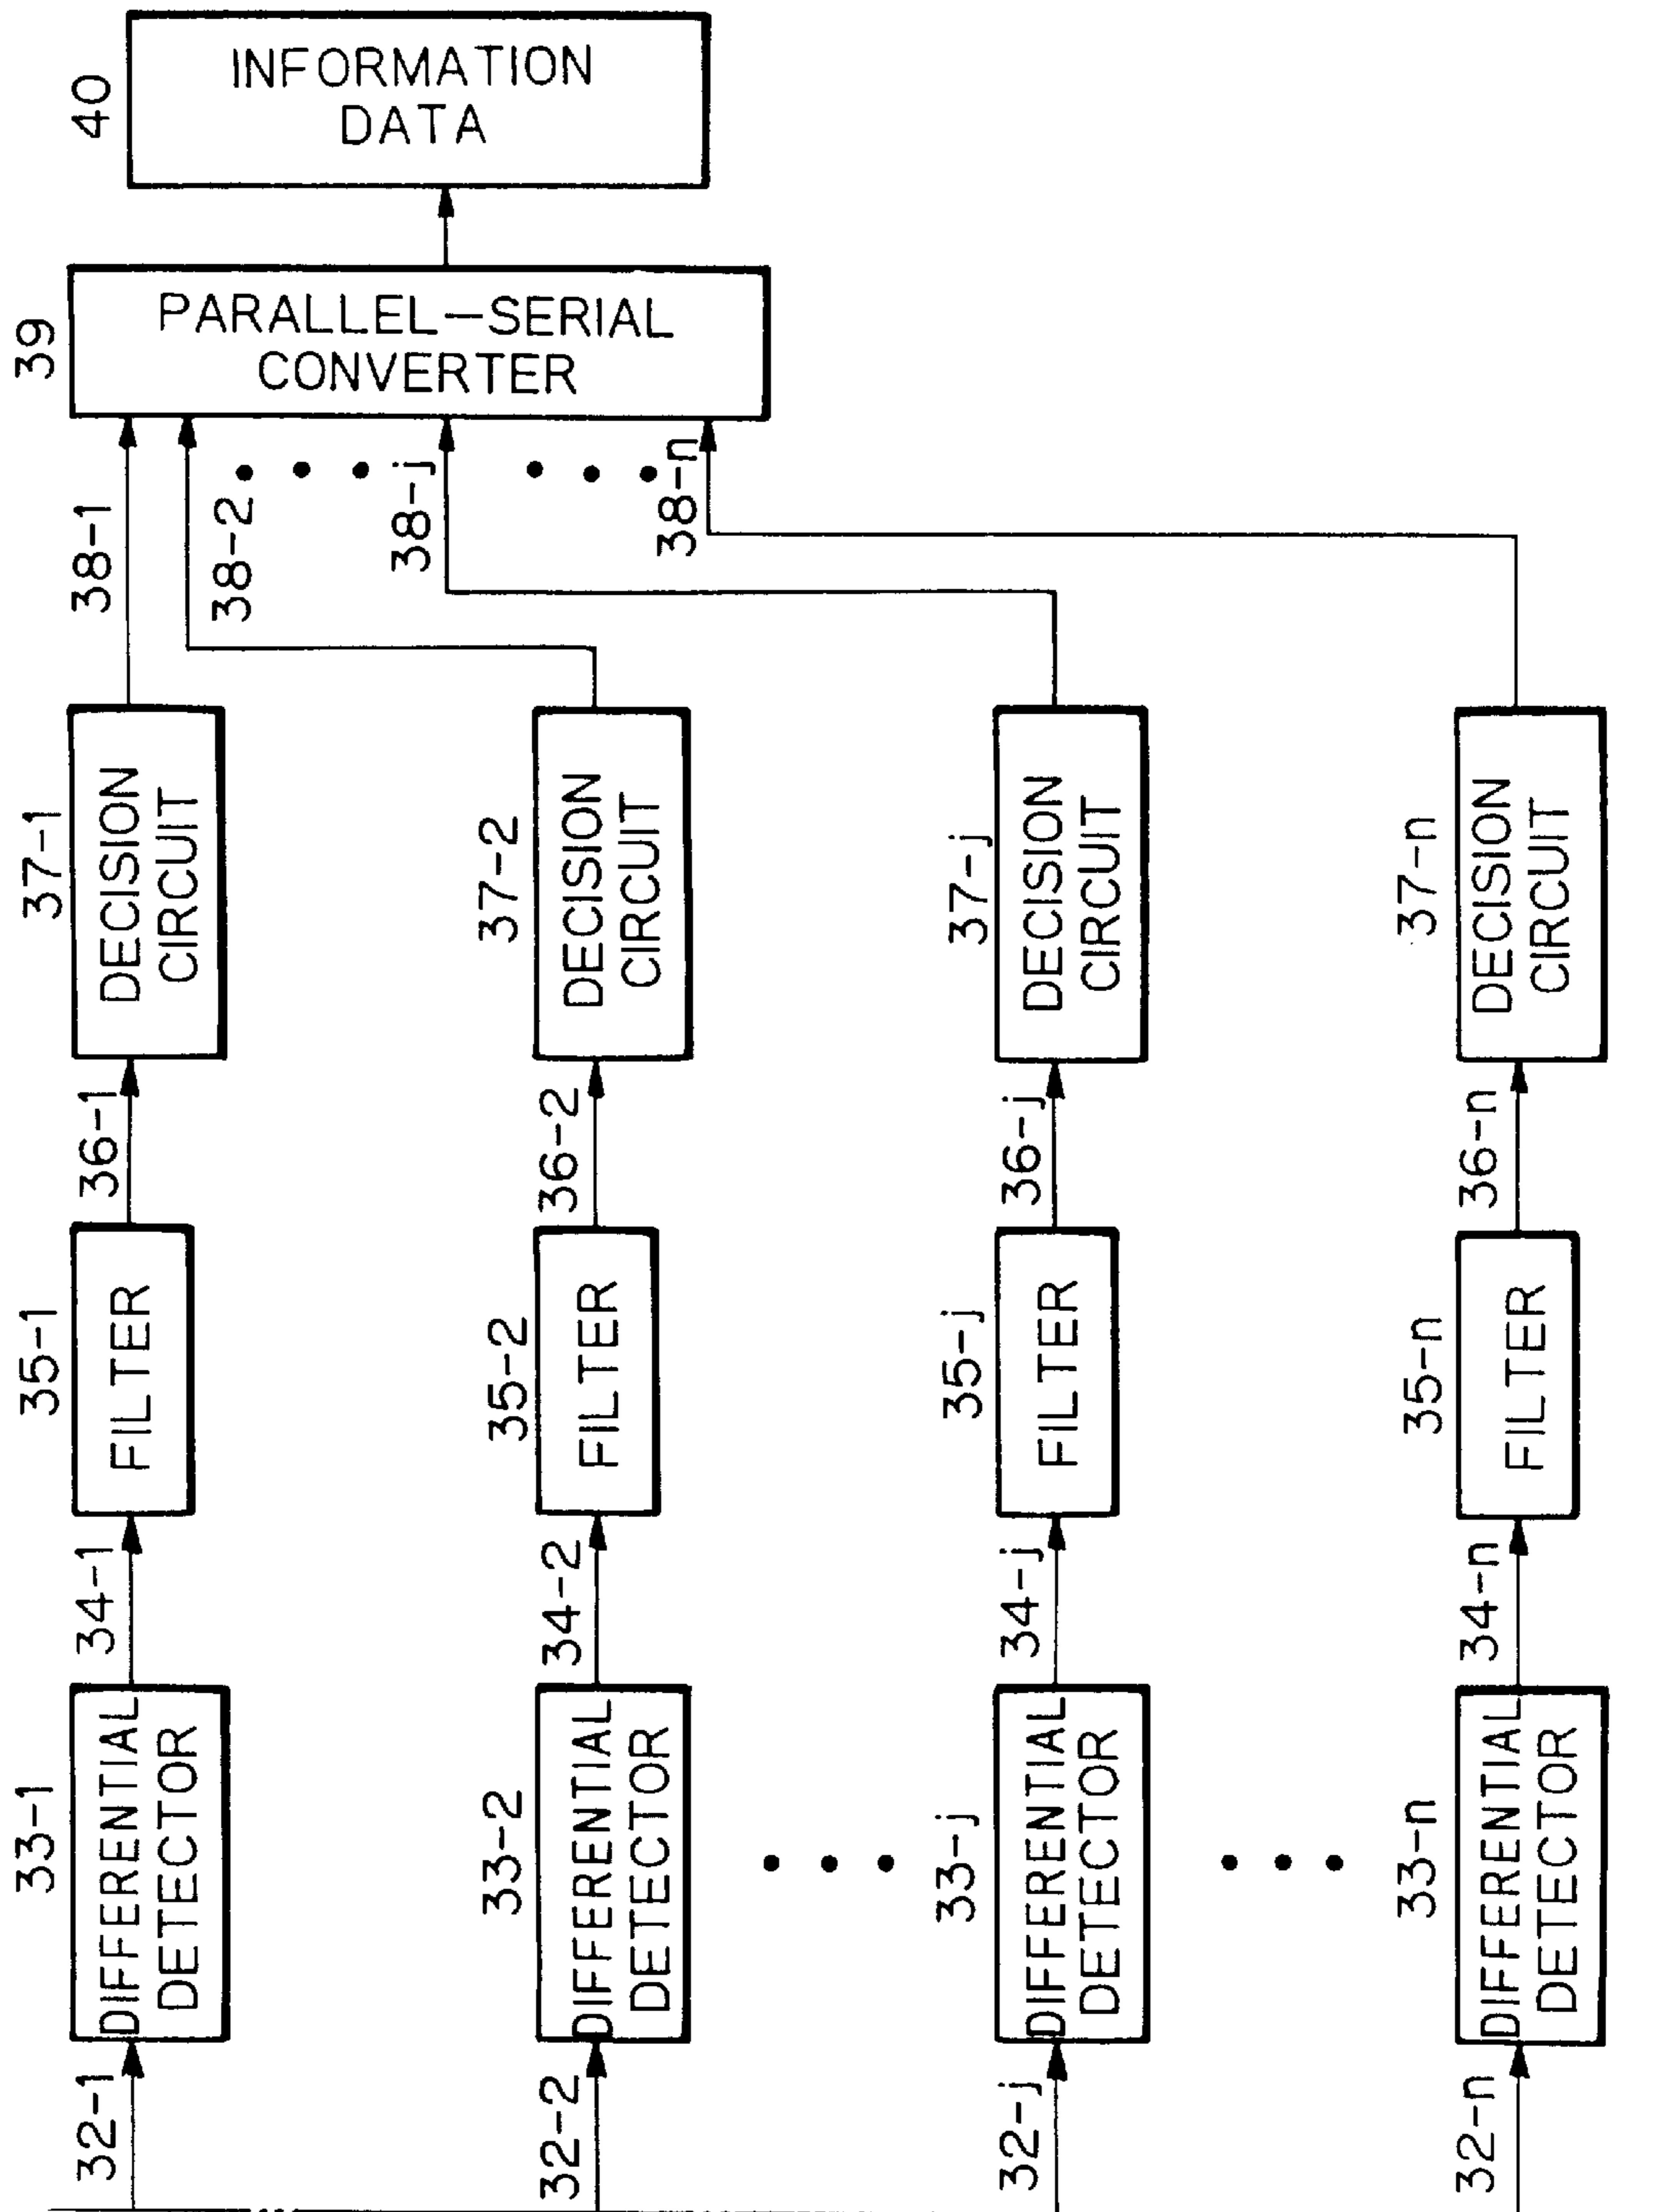 40
INFORMATION
DATA
39
PARALLEL-SERIAL
CONVERTER
38-1
38-2
38-j
38-n
37-1
DECISION
CIRCUIT
37-2
DECISION
CIRCUIT
37-j
DECISION
CIRCUIT
37-n
DECISION
CIRCUIT
36-1
36-2
36-j
36-n
35-1
FILTER
35-2
FILTER
35-j
FILTER
35-n
FILTER
34-1
34-2
34-j
34-n
33-1
DIFFERENTIAL
DETECTOR
33-2
DIFFERENTIAL
DETECTOR
33-j
DIFFERENTIAL
DETECTOR
33-n
DIFFERENTIAL
DETECTOR
32-1
32-2
32-j
32-n